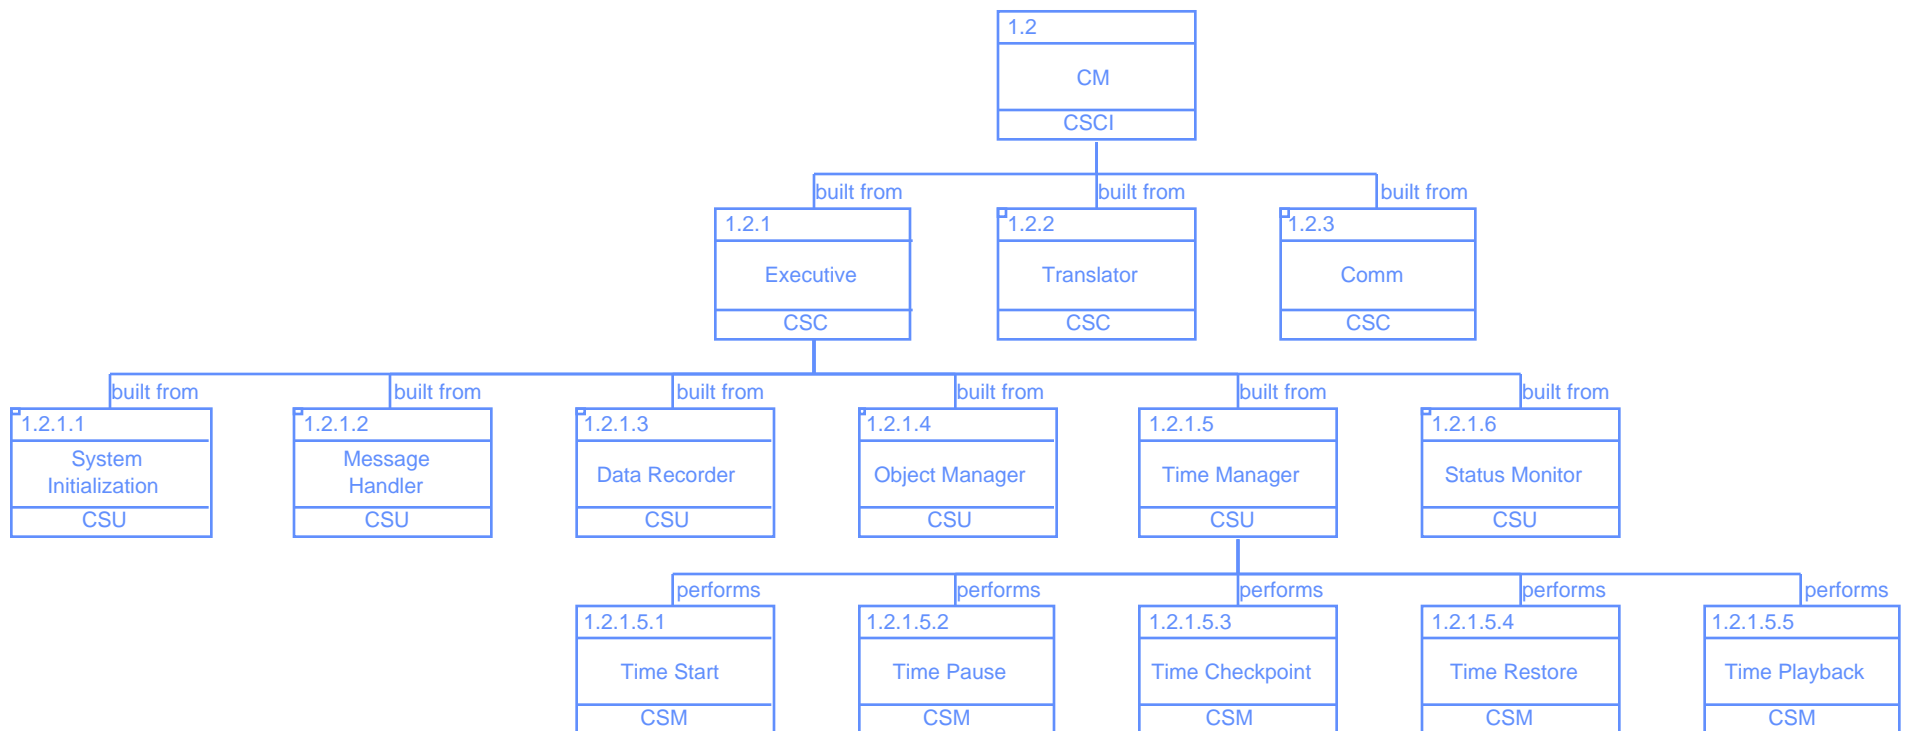 1.2
CM
CSCI
built from
built from
built from
1.2.1
1.2.2
1.2.3
Executive
Translator
Comm
CSC
CSC
CSC
built from
built from
built from
built from
built from
built from
1.2.1.1
1.2.1.2
1.2.1.3
1.2.1.4
1.2.1.5
1.2.1.6
System
Initialization
Message
Handler
Data Recorder
Object Manager
Time Manager
Status Monitor
CSU
CSU
CSU
CSU
CSU
CSU
performs
performs
performs
performs
performs
1.2.1.5.1
1.2.1.5.2
1.2.1.5.3
1.2.1.5.4
1.2.1.5.5
Time Start
Time Pause
Time Checkpoint
Time Restore
Time Playback
CSM
CSM
CSM
CSM
CSM